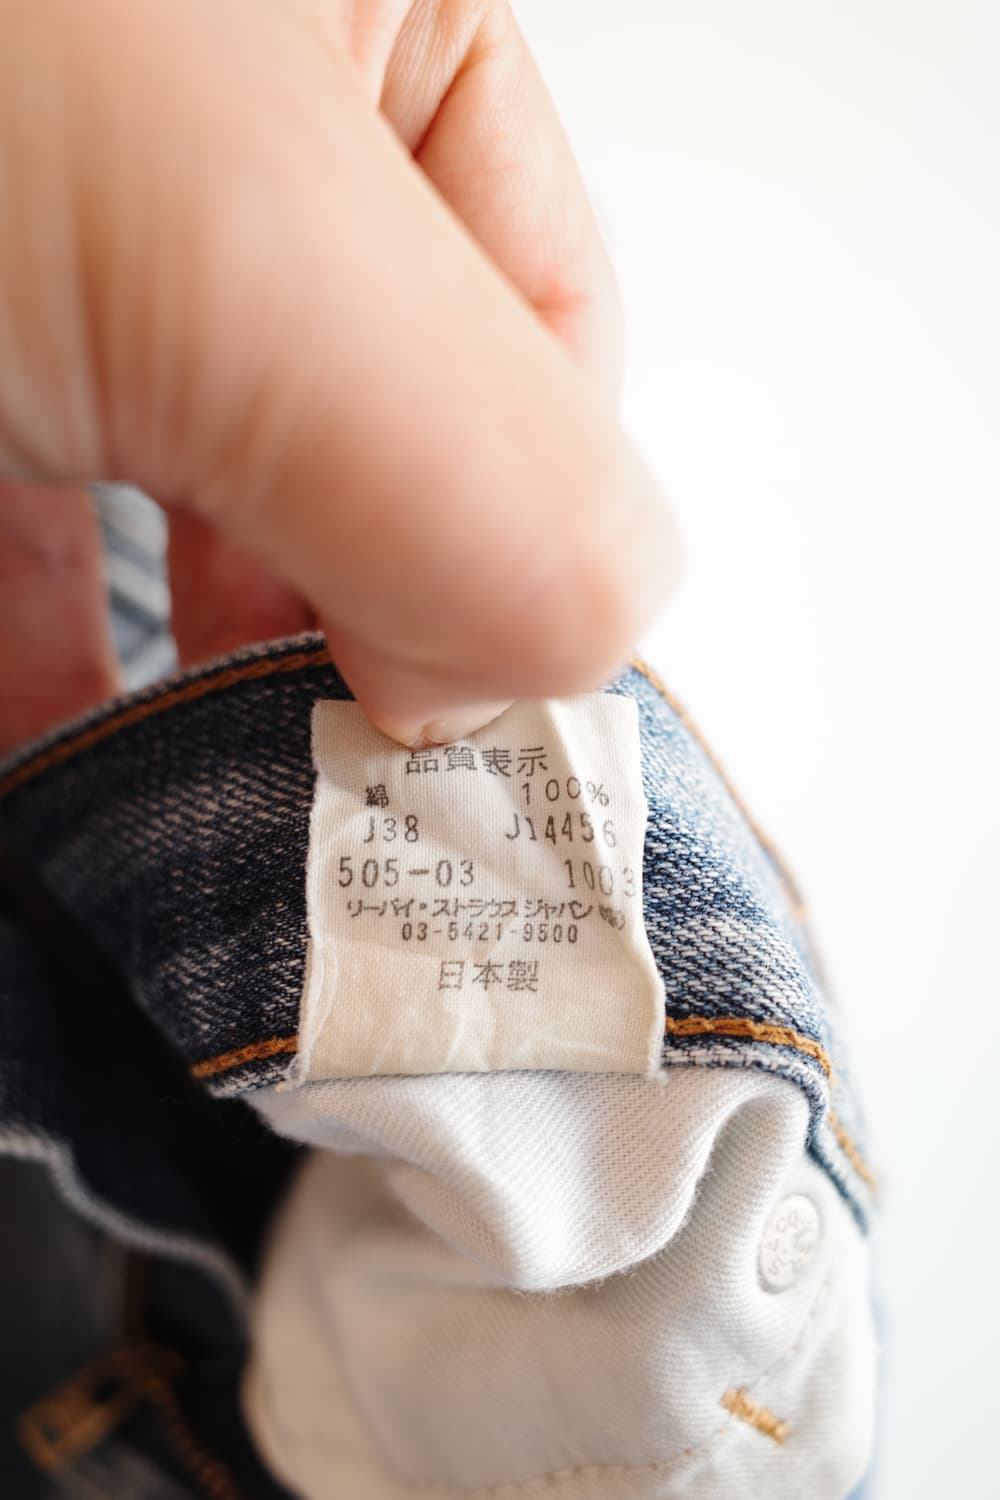 品質表示
綿 100%
J38 J14456
505-03 1003
リーバイ・ストラウス ジャパン
03-5421-9500
日本製